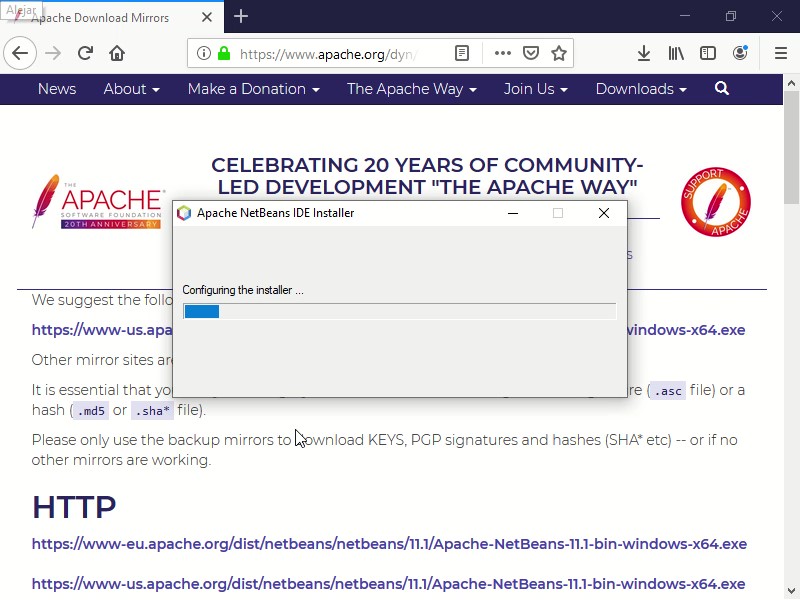 Alejar
Apache Download Mirrors
https://www.apache.org/dyn/
News About Make a Donation The Apache Way Join Us Downloads
CELEBRATING 20 YEARS OF COMMUNITY-
LED DEVELOPMENT "THE APACHE WAY"
THE
APACHE®
SOFTWARE FOUNDATION
20TH ANNIVERSARY
SUPPORT
APACHE
Apache NetBeans IDE Installer
Configuring the installer ...
s
We suggest the follo
https://www-us.apa indows-x64.exe
Other mirror sites are
It is essential that yo re (.asc file) or a
hash (.md5 or .sha* file).
Please only use the backup mirrors to download KEYS, PGP signatures and hashes (SHA* etc) -- or if no
other mirrors are working.
HTTP
https://www-eu.apache.org/dist/netbeans/netbeans/11.1/Apache-NetBeans-11.1-bin-windows-x64.exe
https://www-us.apache.org/dist/netbeans/netbeans/11.1/Apache-NetBeans-11.1-bin-windows-x64.exe